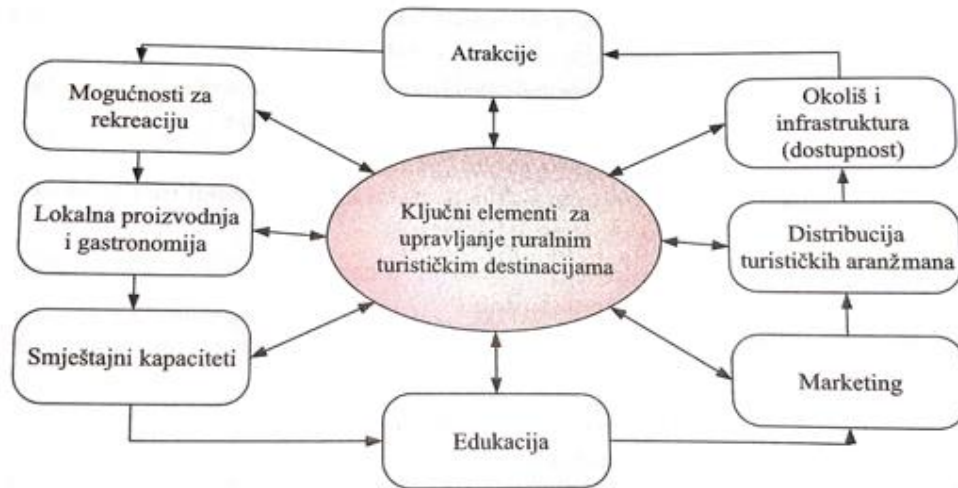 Atrakcije
Mogućnosti za
rekreaciju
Okoliš i
infrastruktura
(dostupnost)
Lokalna proizvodnja
i gastronomija
Ključni elementi za
upravljanje ruralnim
turističkim destinacijama
Distribucija
turističkih aranžmana
Smještajni kapaciteti
Marketing
Edukacija